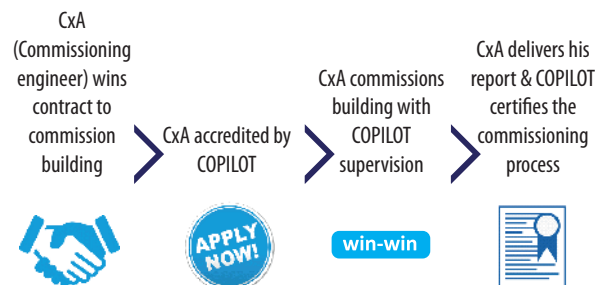 CxA
(Commissioning
engineer) wins
contract to
commission
building
CxA accredited by
COPILOT
CxA commissions
building with
COPILOT
supervision
CxA delivers his
report & COPILOT
certifies the
commissioning
process
APPLY
NOW!
win-win